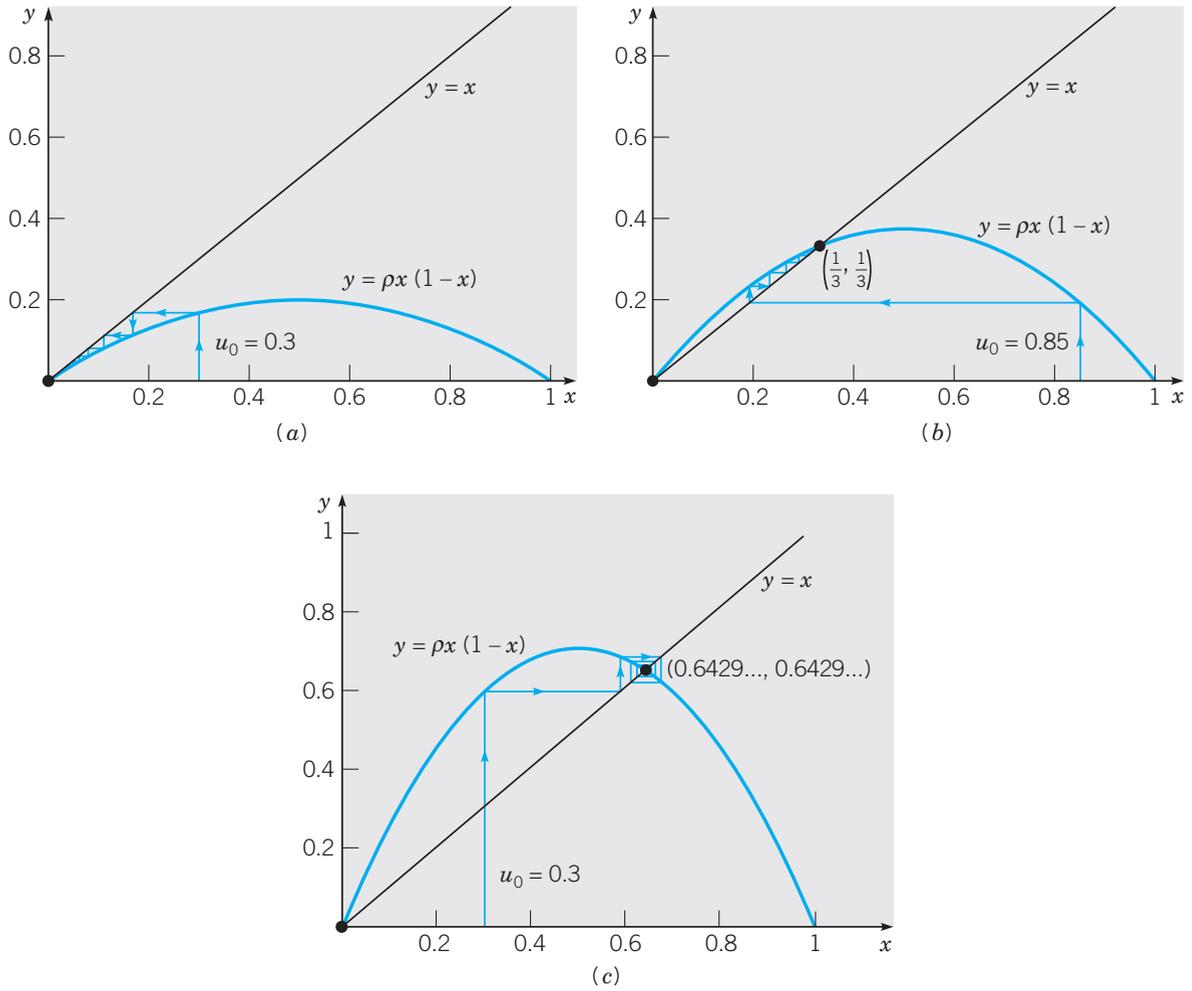 y
0.8
y = x
0.6
0.4
y = ρx (1 – x)
0.2
u₀ = 0.3
0.2 0.4 0.6 0.8 1 x
(a)
y
0.8
y = x
0.6
0.4
y = ρx (1 – x)
(1/3, 1/3)
0.2
u₀ = 0.85
0.2 0.4 0.6 0.8 1 x
(b)
y
1
y = x
0.8
y = ρx (1 – x)
(0.6429..., 0.6429...)
0.6
0.4
0.2
u₀ = 0.3
0.2 0.4 0.6 0.8 1 x
(c)